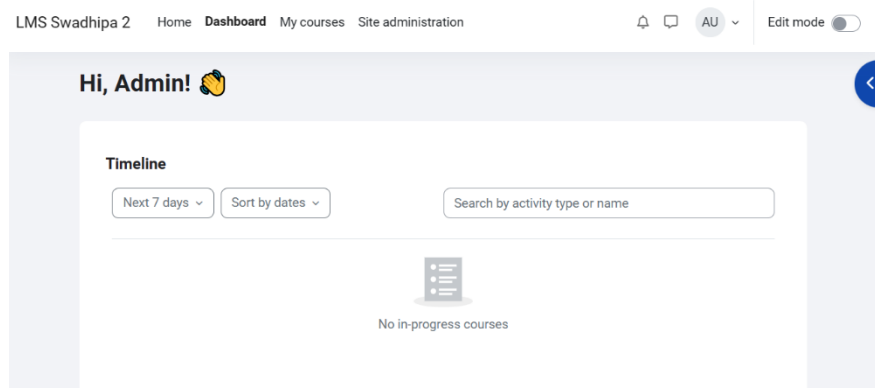 LMS Swadhipa 2 Home Dashboard My courses Site administration AU Edit mode
Hi, Admin! 👋
Timeline
Next 7 days Sort by dates Search by activity type or name
No in-progress courses